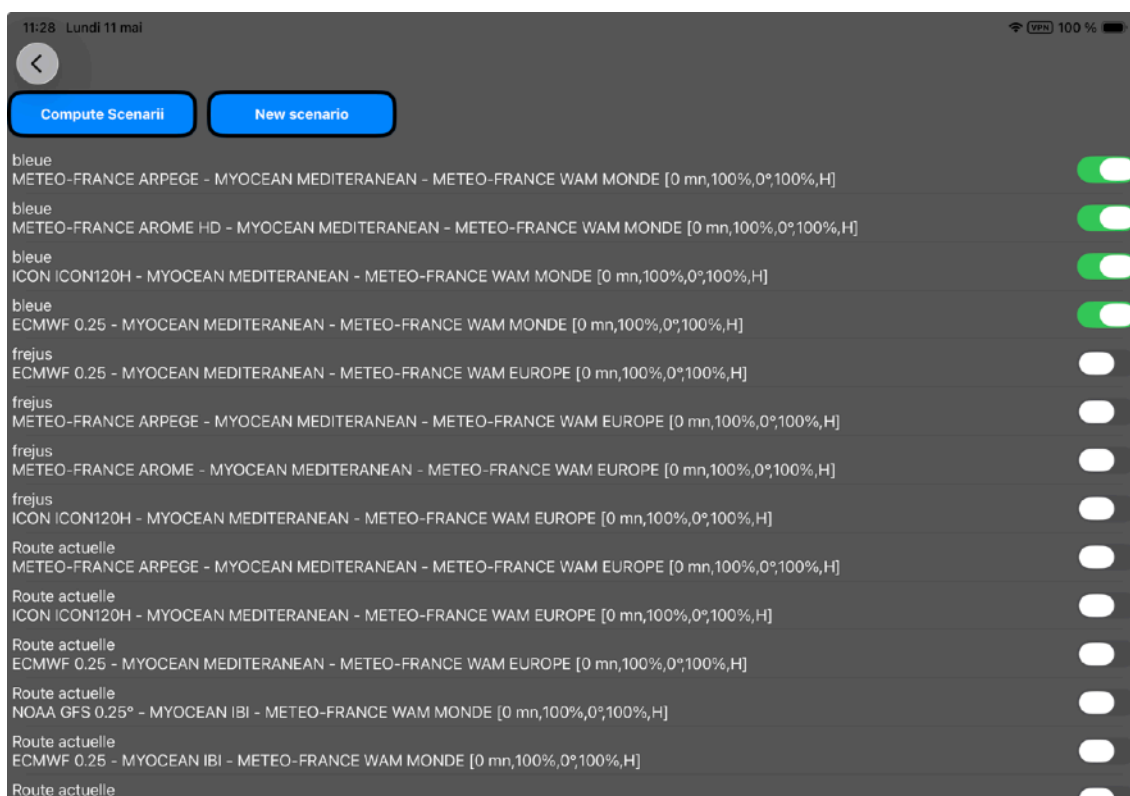 11:28 Lundi 11 mai
VPN 100 %
Compute Scenarii
New scenario
bleue
METEO-FRANCE ARPEGE - MYOCEAN MEDITERANEAN - METEO-FRANCE WAM MONDE [0 mn,100%,0°,100%,H]
bleue
METEO-FRANCE AROME HD - MYOCEAN MEDITERANEAN - METEO-FRANCE WAM MONDE [0 mn,100%,0°,100%,H]
bleue
ICON ICON120H - MYOCEAN MEDITERANEAN - METEO-FRANCE WAM MONDE [0 mn,100%,0°,100%,H]
bleue
ECMWF 0.25 - MYOCEAN MEDITERANEAN - METEO-FRANCE WAM MONDE [0 mn,100%,0°,100%,H]
frejus
ECMWF 0.25 - MYOCEAN MEDITERANEAN - METEO-FRANCE WAM EUROPE [0 mn,100%,0°,100%,H]
frejus
METEO-FRANCE ARPEGE - MYOCEAN MEDITERANEAN - METEO-FRANCE WAM EUROPE [0 mn,100%,0°,100%,H]
frejus
METEO-FRANCE AROME - MYOCEAN MEDITERANEAN - METEO-FRANCE WAM EUROPE [0 mn,100%,0°,100%,H]
frejus
ICON ICON120H - MYOCEAN MEDITERANEAN - METEO-FRANCE WAM EUROPE [0 mn,100%,0°,100%,H]
Route actuelle
METEO-FRANCE ARPEGE - MYOCEAN MEDITERANEAN - METEO-FRANCE WAM EUROPE [0 mn,100%,0°,100%,H]
Route actuelle
ICON ICON120H - MYOCEAN MEDITERANEAN - METEO-FRANCE WAM EUROPE [0 mn,100%,0°,100%,H]
Route actuelle
ECMWF 0.25 - MYOCEAN MEDITERANEAN - METEO-FRANCE WAM EUROPE [0 mn,100%,0°,100%,H]
Route actuelle
NOAA GFS 0.25° - MYOCEAN IBI - METEO-FRANCE WAM MONDE [0 mn,100%,0°,100%,H]
Route actuelle
ECMWF 0.25 - MYOCEAN IBI - METEO-FRANCE WAM MONDE [0 mn,100%,0°,100%,H]
Route actuelle